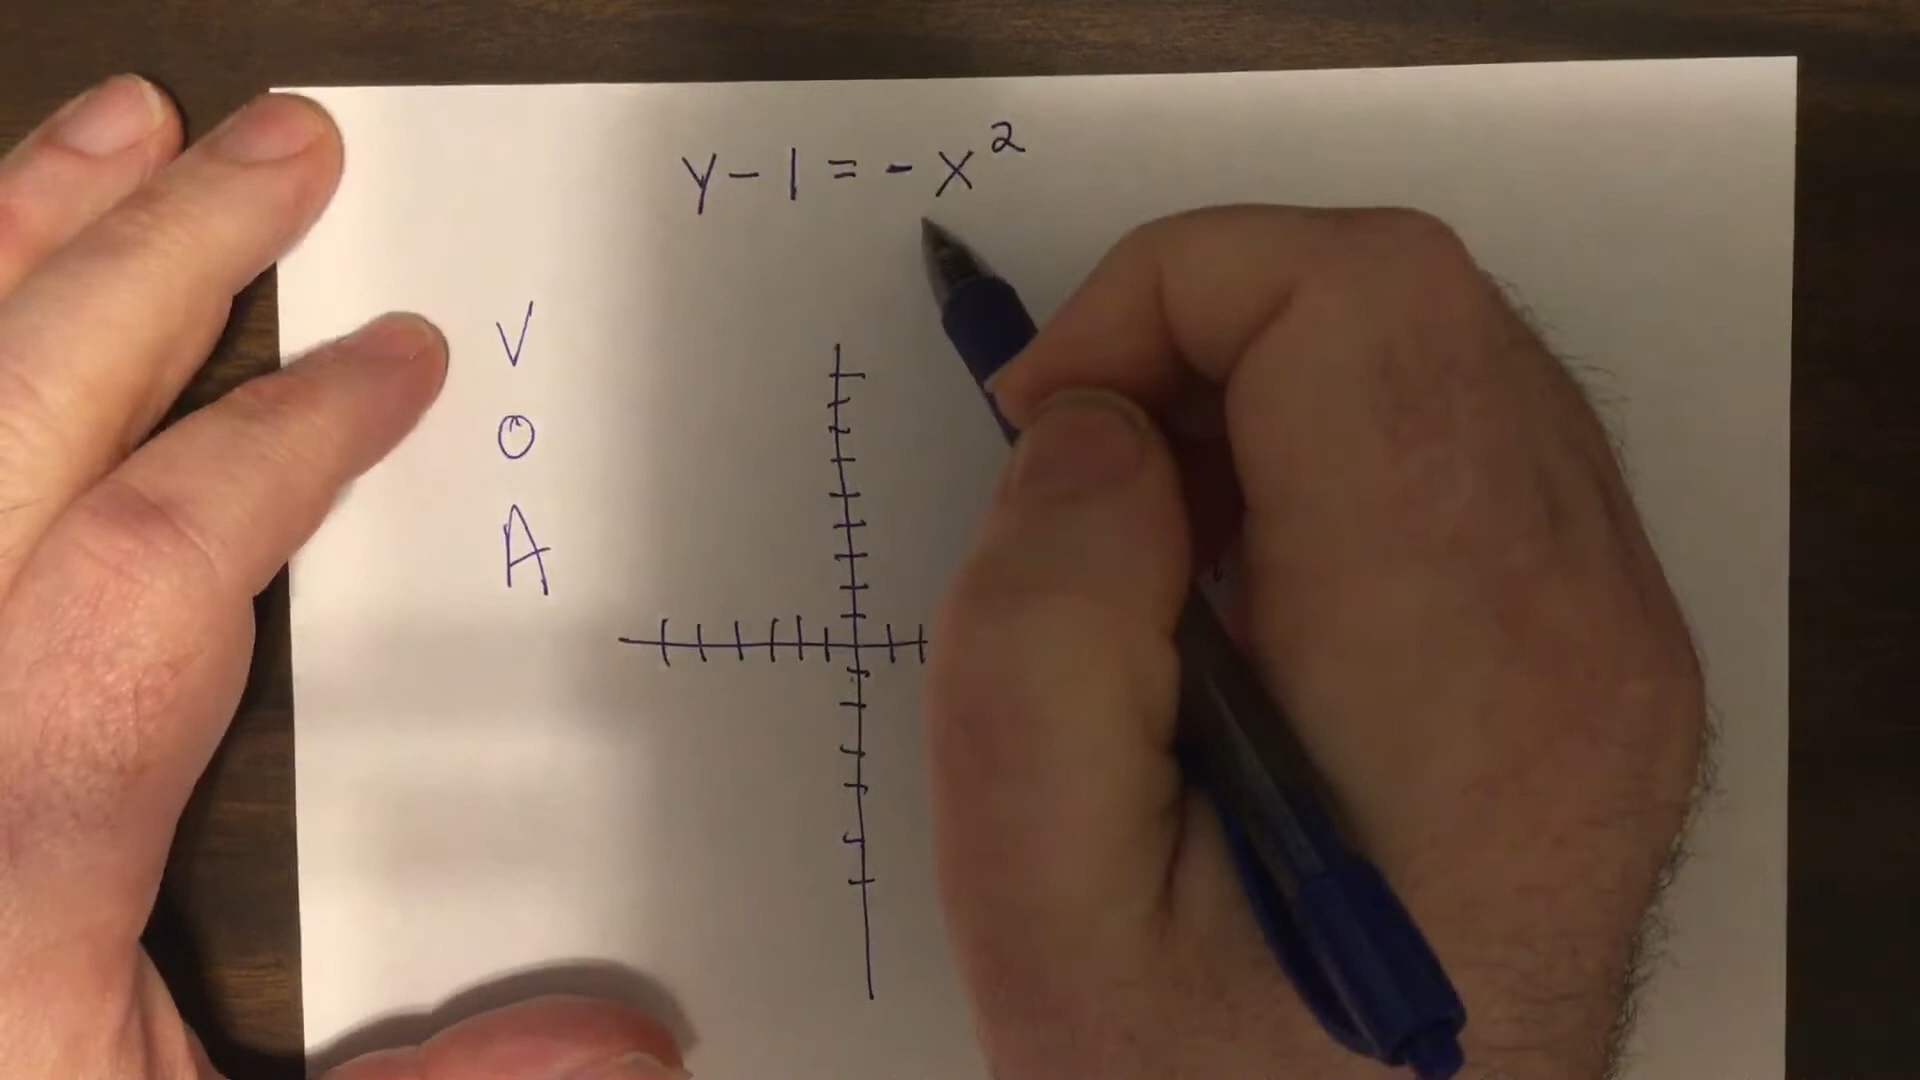 y - 1 = - x²
V
O
A